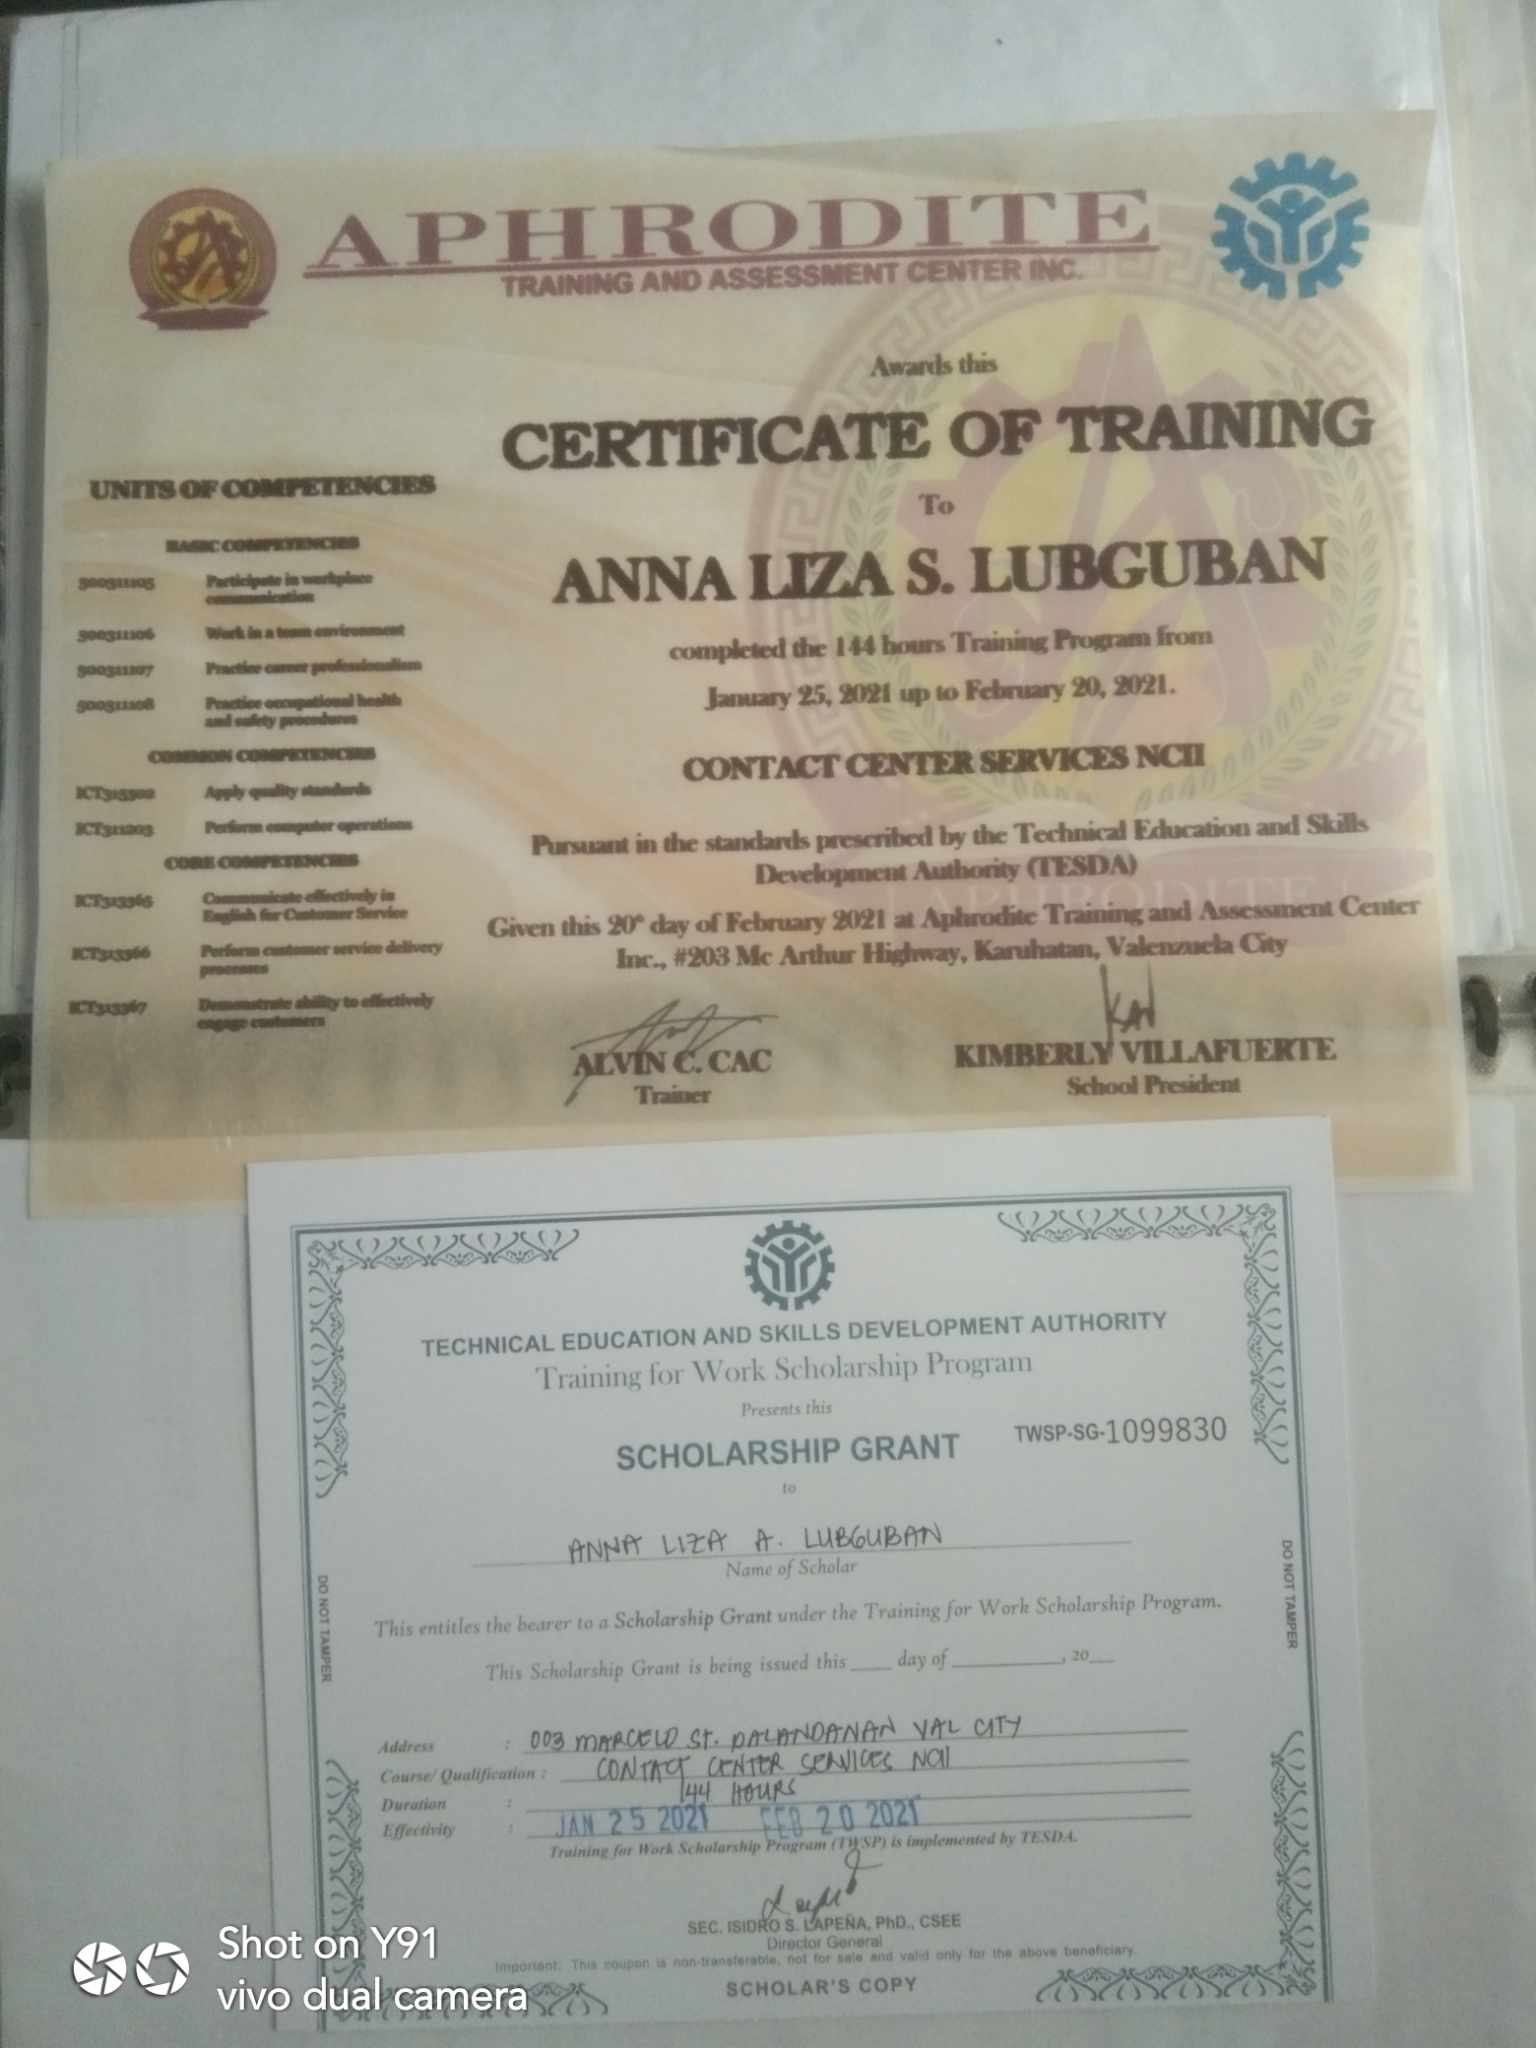 APHRODITE
TRAINING AND ASSESSMENT CENTER INC.
Awards this
CERTIFICATE OF TRAINING
To
ANNA LIZA S. LUBGUBAN
completed the 144 hours Training Program from
January 25, 2021 up to February 20, 2021.
CONTACT CENTER SERVICES NCII
Pursuant in the standards prescribed by the Technical Education and Skills
Development Authority (TESDA)
Given this 20th day of February 2021 at Aphrodite Training and Assessment Center
Inc., #203 Mc Arthur Highway, Karuhatan, Valenzuela City
ALVIN C. CAC
Trainer
KIMBERLY VILLAFUERTE
School President
UNITS OF COMPETENCIES
BASIC COMPETENCIES
500311105 Participate in workplace
communication
500311106 Work in a team environment
500311107 Practice career professionalism
500311108 Practice occupational health
and safety procedures
COMMON COMPETENCIES
ICT315202 Apply quality standards
ICT311203 Perform computer operations
CORE COMPETENCIES
ICT313365 Communicate effectively in
English for Customer Service
ICT313366 Perform customer service delivery
processes
ICT313367 Demonstrate ability to effectively
engage customers
TECHNICAL EDUCATION AND SKILLS DEVELOPMENT AUTHORITY
Training for Work Scholarship Program
Presents this
SCHOLARSHIP GRANT
TWSP-SG-1099830
to
ANNA LIZA A. LUBGUBAN
Name of Scholar
This entitles the bearer to a Scholarship Grant under the Training for Work Scholarship Program.
This Scholarship Grant is being issued this ____ day of __________, 20__
Address : 003 MARCELO ST. DALANDANAN VAL CITY
Course/ Qualification : CONTACT CENTER SERVICES NCII
Duration : 144 HOURS
Effectivity : JAN 25 2021 FEB 20 2021
Training for Work Scholarship Program (TWSP) is implemented by TESDA.
SEC. ISIDRO S. LAPEÑA, PhD., CSEE
Director General
Important: This coupon is non-transferable, not for sale and valid only for the above beneficiary.
SCHOLAR'S COPY
DO NOT TAMPER
DO NOT TAMPER
Shot on Y91
vivo dual camera